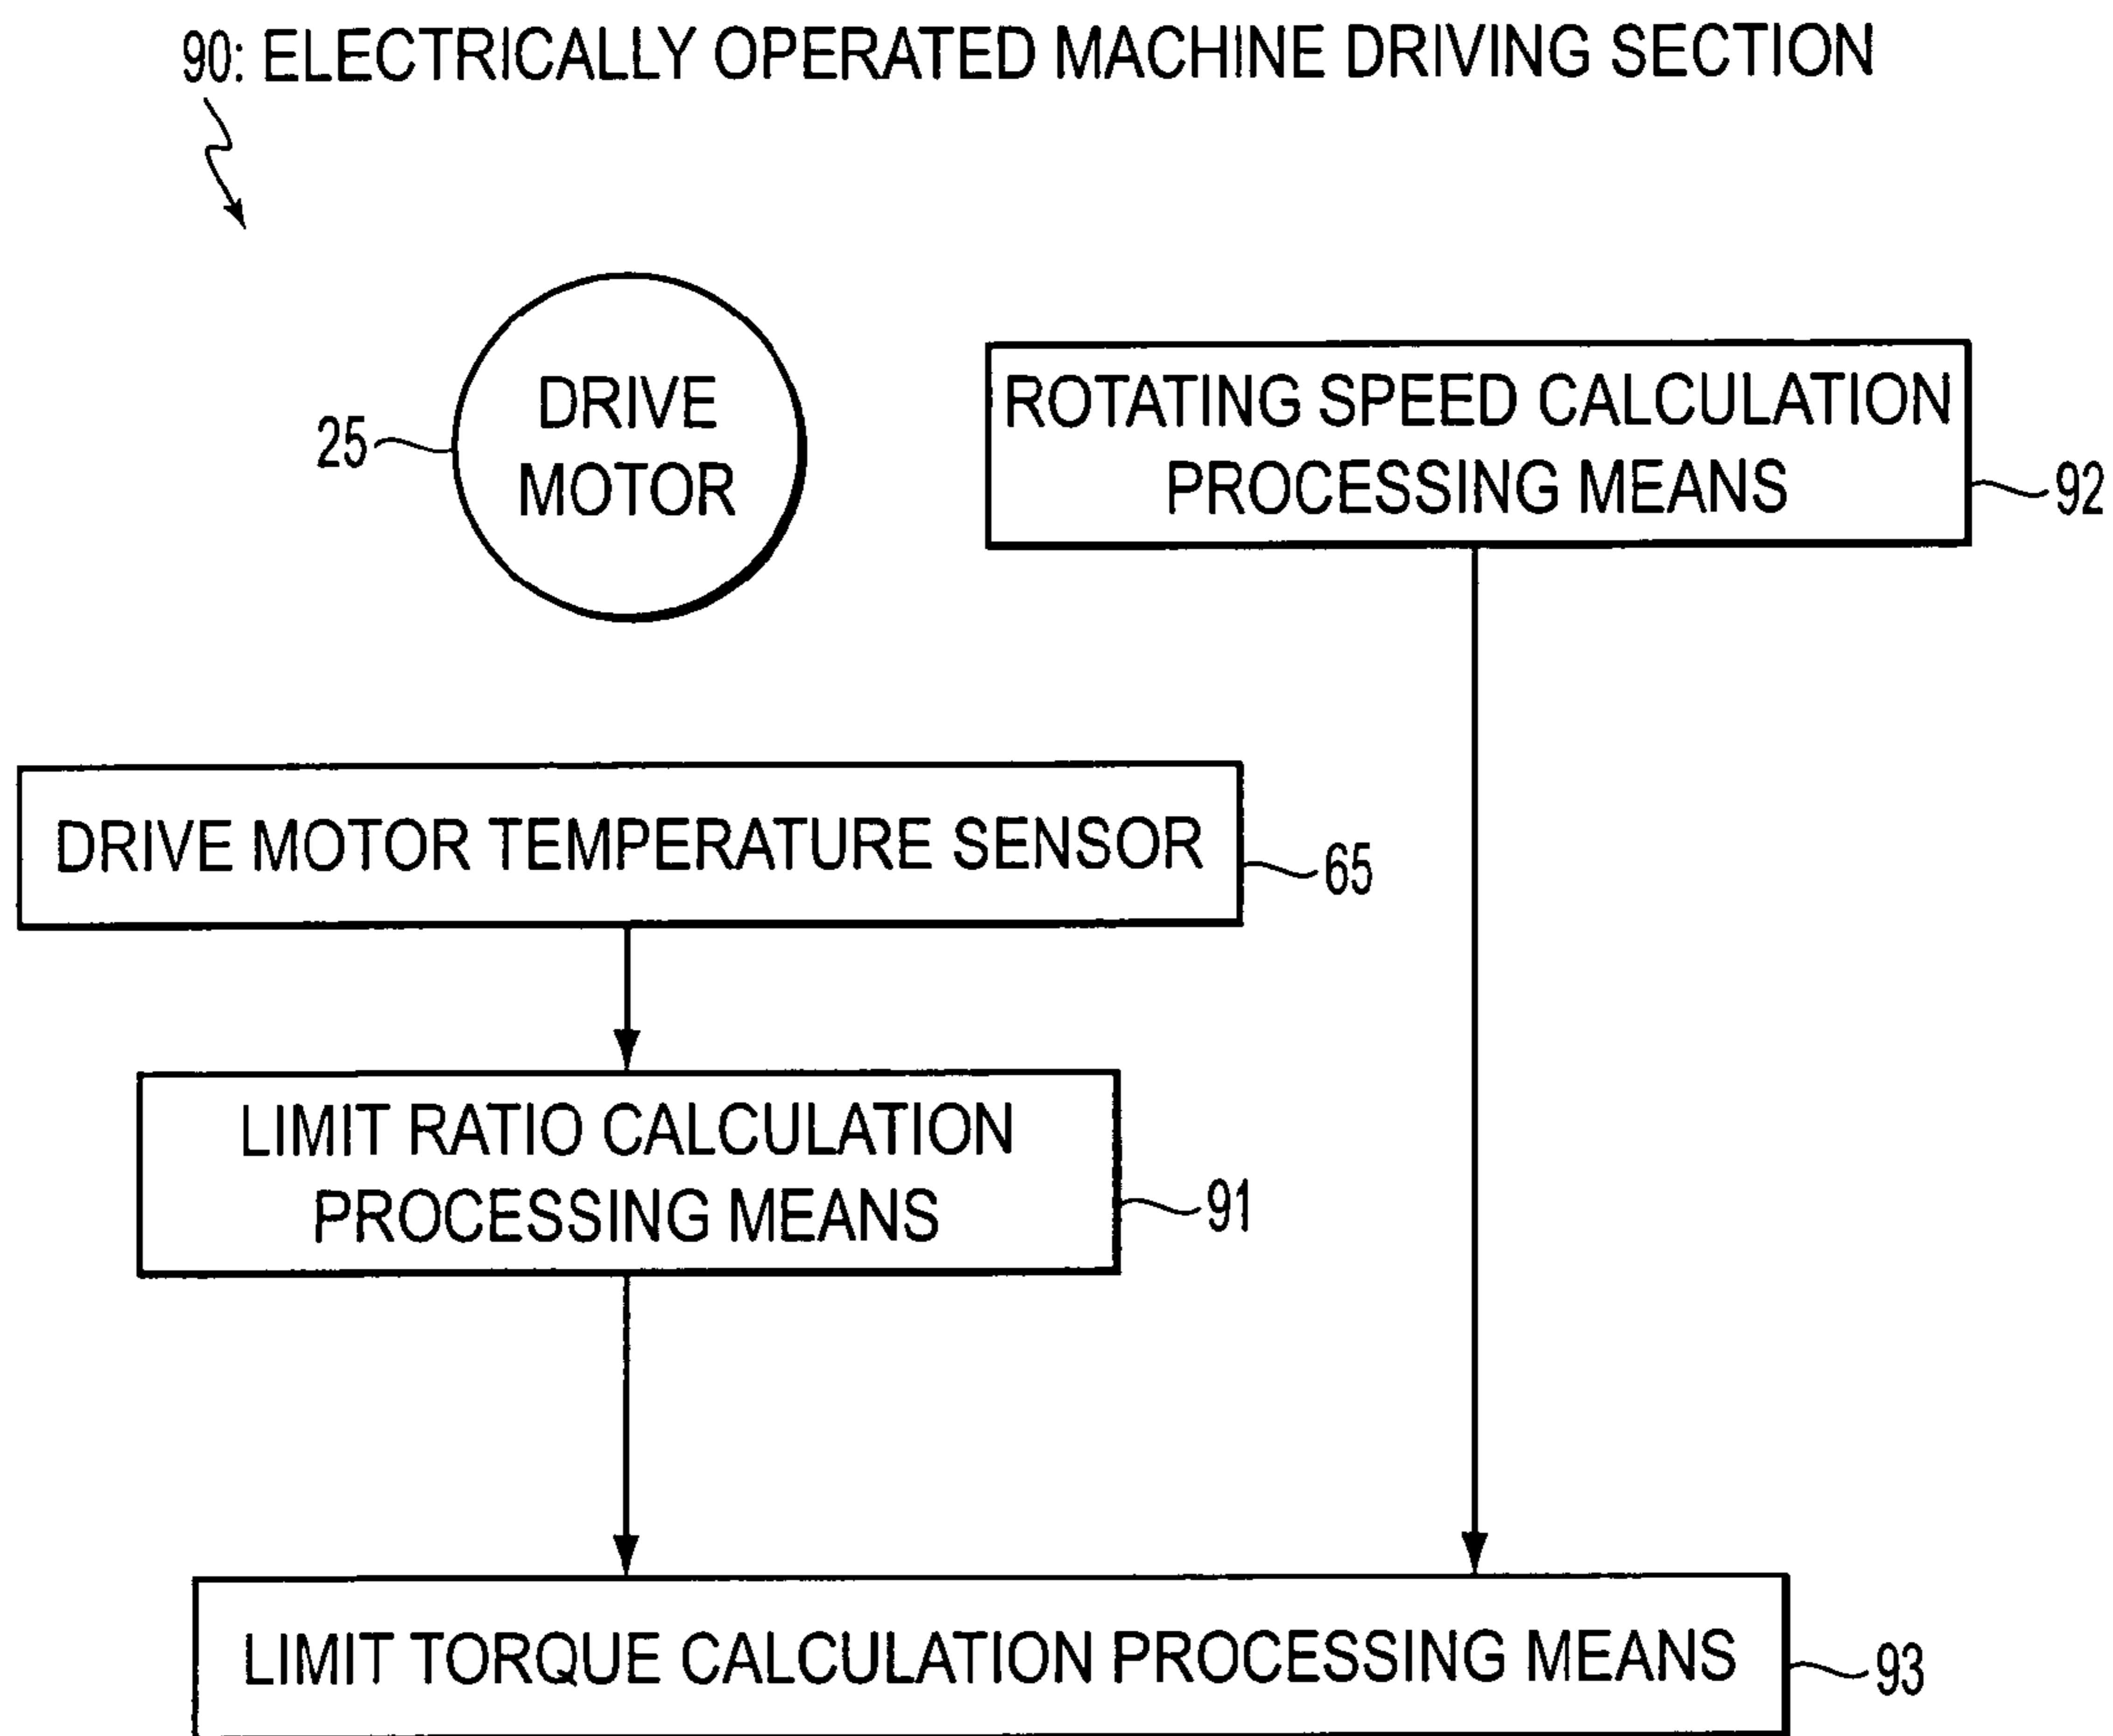 90: ELECTRICALLY OPERATED MACHINE DRIVING SECTION
DRIVE
MOTOR
25
ROTATING SPEED CALCULATION
PROCESSING MEANS
92
DRIVE MOTOR TEMPERATURE SENSOR
65
LIMIT RATIO CALCULATION
PROCESSING MEANS
91
LIMIT TORQUE CALCULATION PROCESSING MEANS
93